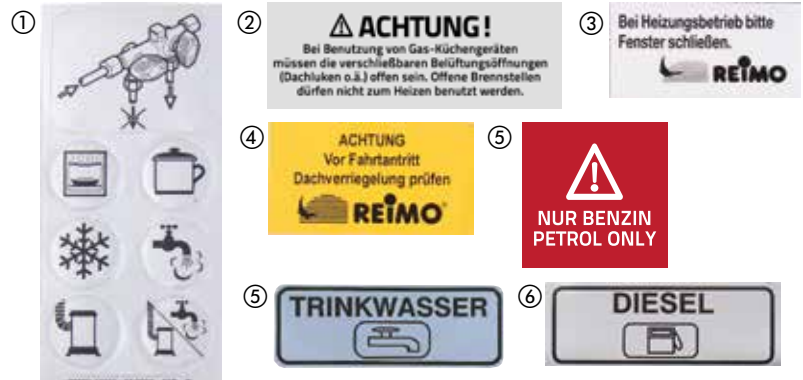 ①
②
ACHTUNG!
Bei Benutzung von Gas-Küchengeräten
müssen die verschließbaren Belüftungsöffnungen
(Dachluken o.ä.) offen sein. Offene Brennstellen
dürfen nicht zum Heizen benutzt werden.
③
Bei Heizungsbetrieb bitte
Fenster schließen.
REIMO
④
ACHTUNG
Vor Fahrtantritt
Dachverriegelung prüfen
REIMO
⑤
NUR BENZIN
PETROL ONLY
⑤
TRINKWASSER
⑥
DIESEL